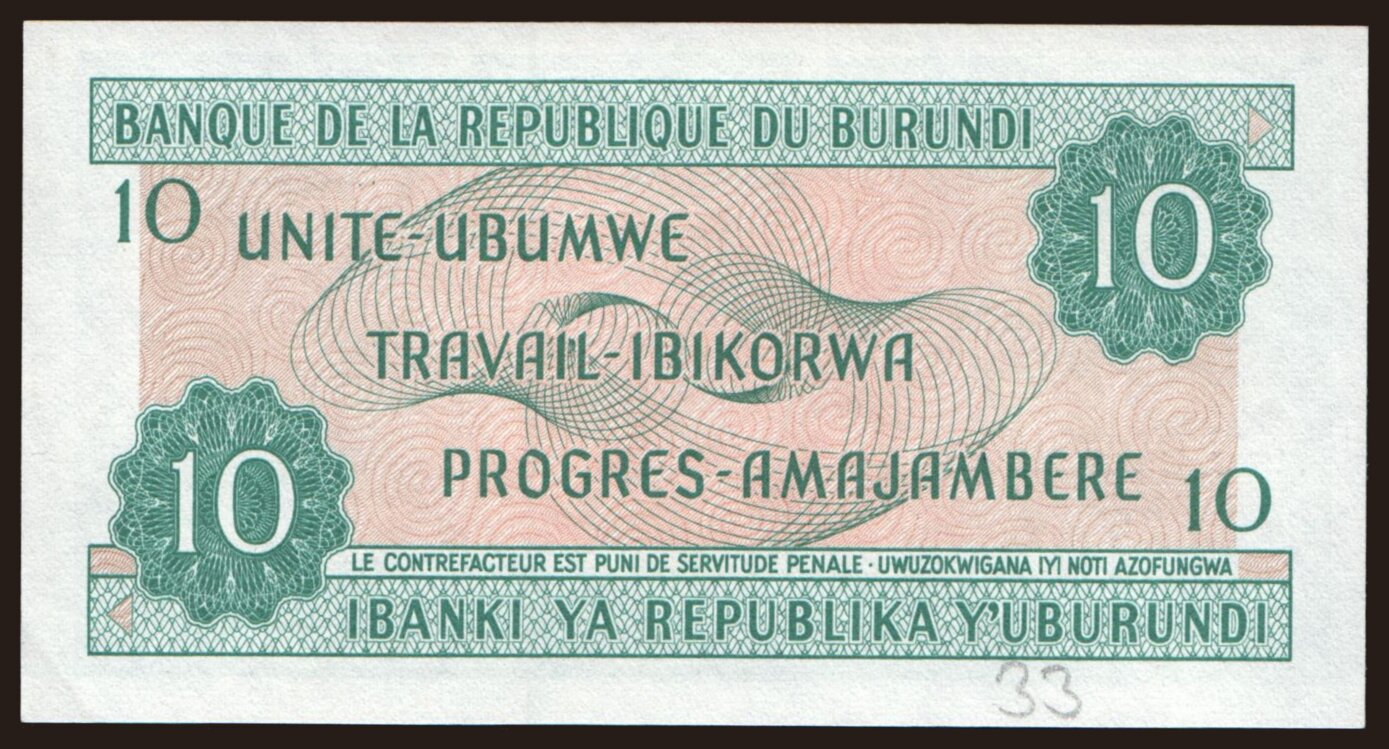 BANQUE DE LA REPUBLIQUE DU BURUNDI
10
10
UNITE-UBUMWE
TRAVAIL-IBIKORWA
PROGRES-AMAJAMBERE
10
10
LE CONTREFACTEUR EST PUNI DE SERVITUDE PENALE · UWUZOKWIGANA IYI NOTI AZOFUNGWA
IBANKI YA REPUBLIKA Y'UBURUNDI
33